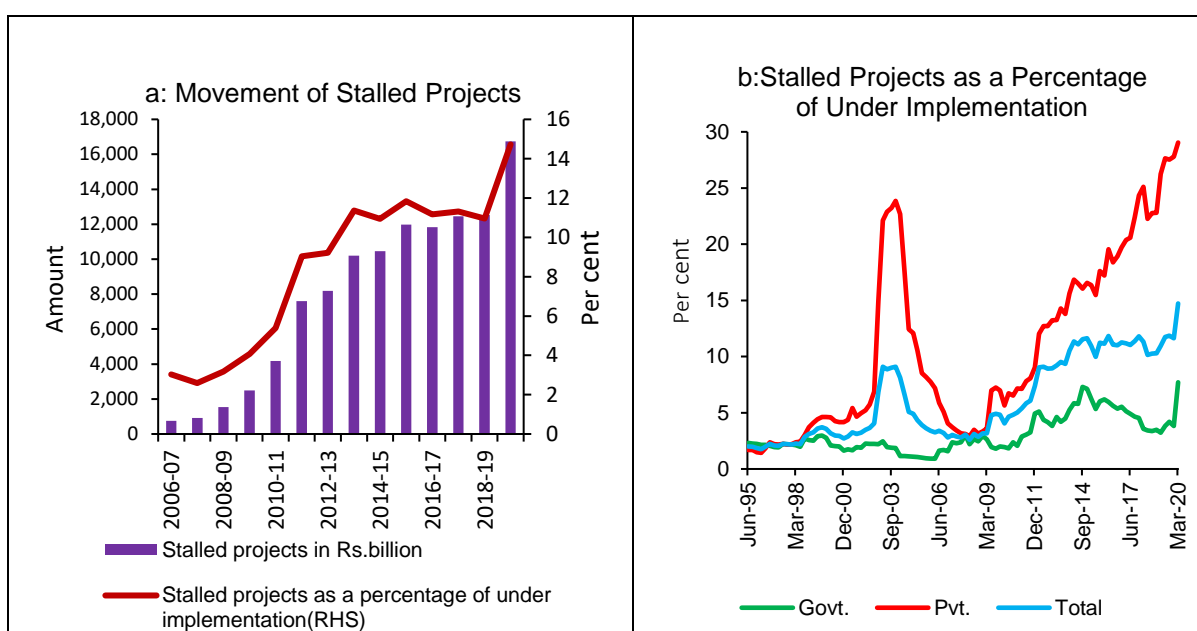 a: Movement of Stalled Projects
18,000
16,000
14,000
12,000
10,000
8,000
6,000
4,000
2,000
0
Amount
16
14
12
10
8
6
4
2
0
Per cent
2006-07
2008-09
2010-11
2012-13
2014-15
2016-17
2018-19
Stalled projects in Rs.billion
Stalled projects as a percentage of under
implementation(RHS)
b:Stalled Projects as a Percentage
of Under Implementation
30
25
20
15
10
5
0
Per cent
Jun-95
Mar-98
Dec-00
Sep-03
Jun-06
Mar-09
Dec-11
Sep-14
Jun-17
Mar-20
Govt.
Pvt.
Total